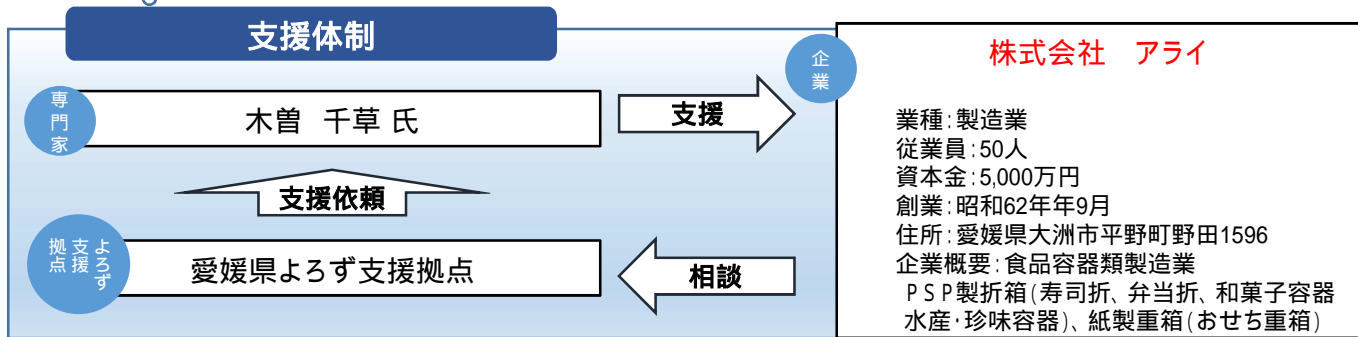 支援体制
専門家
木曽 千草 氏
支援
支援依頼
よろず支援拠点
愛媛県よろず支援拠点
相談
企業
株式会社 アライ
業種:製造業
従業員:50人
資本金:5,000万円
創業:昭和62年年9月
住所:愛媛県大洲市平野町野田1596
企業概要:食品容器類製造業
PSP製折箱(寿司折、弁当折、和菓子容器
水産・珍味容器)、紙製重箱(おせち重箱)